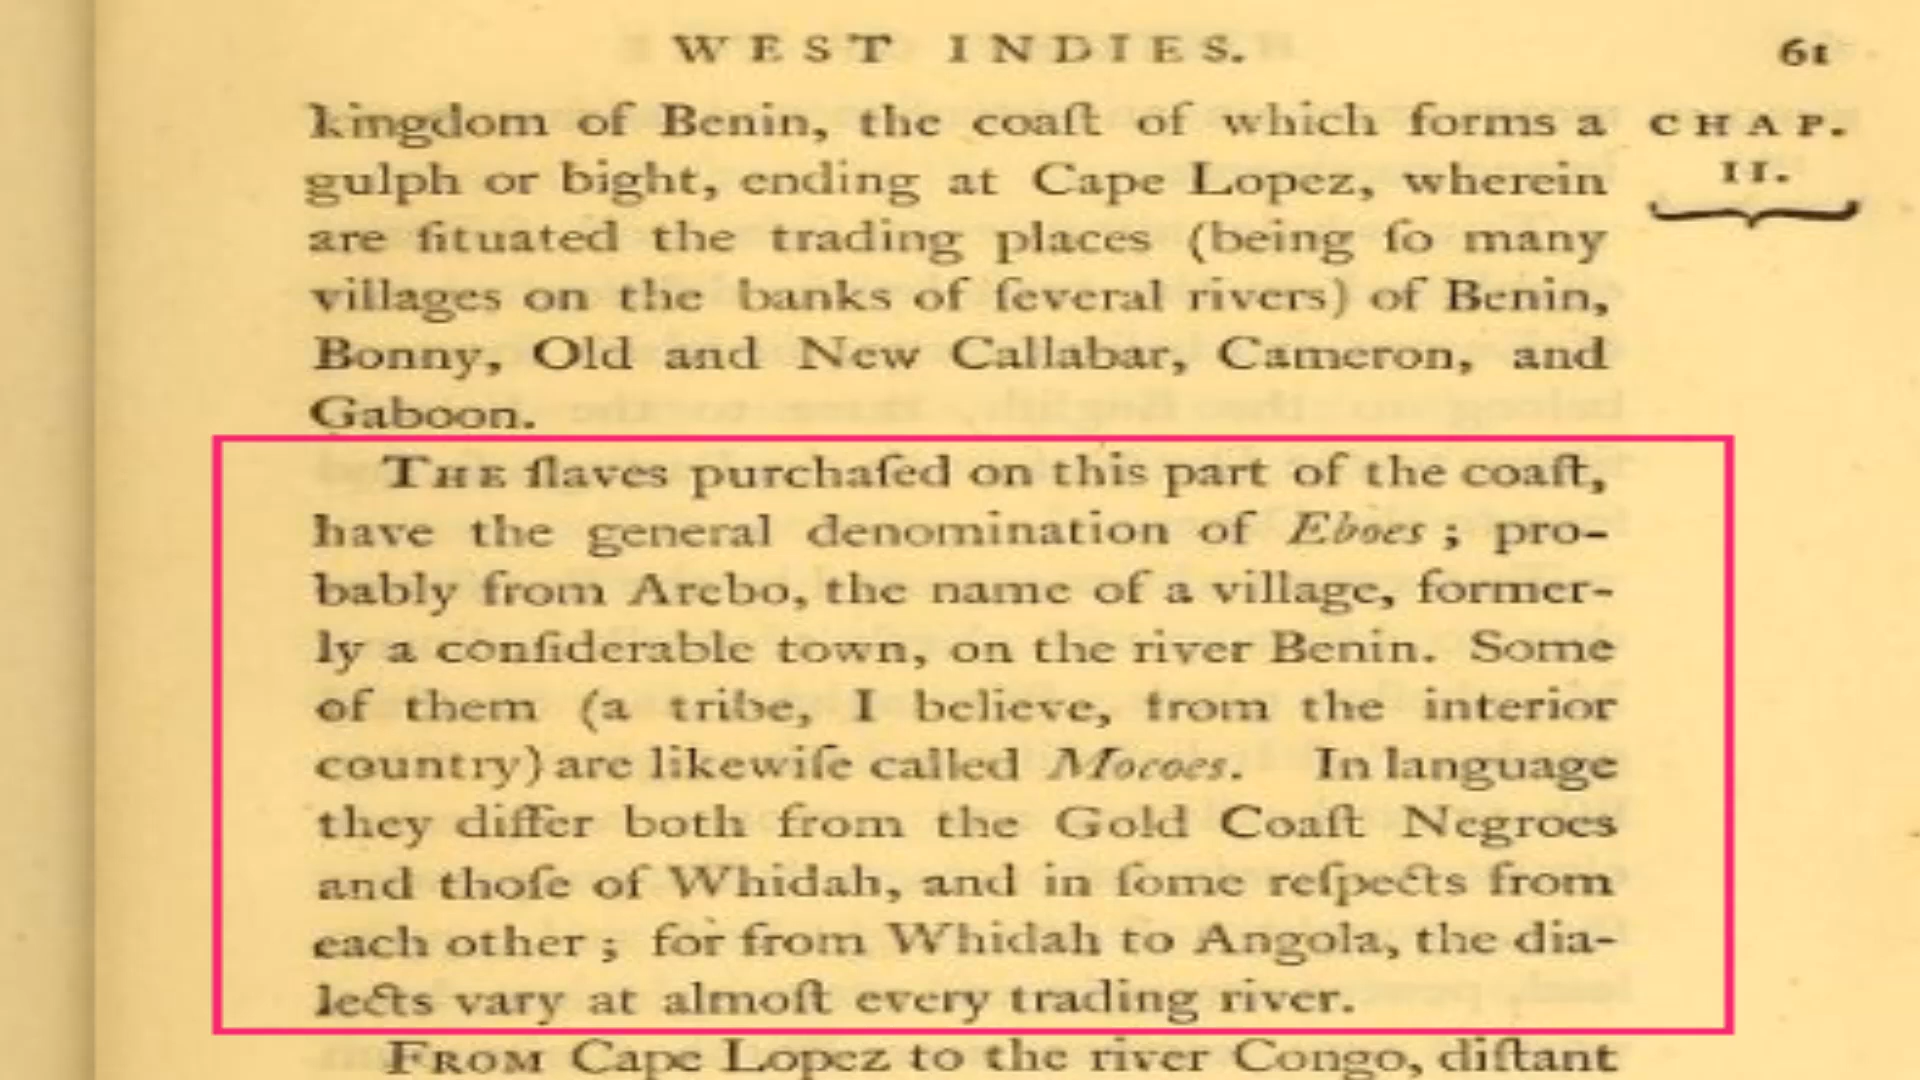 WEST INDIES. 61
kingdom of Benin, the coaſt of which forms a CHAP.
gulph or bight, ending at Cape Lopez, wherein II.
are ſituated the trading places (being ſo many
villages on the banks of ſeveral rivers) of Benin,
Bonny, Old and New Callabar, Cameron, and
Gaboon.
THE ſlaves purchaſed on this part of the coaſt,
have the general denomination of Eboes; pro-
bably from Arebo, the name of a village, former-
ly a conſiderable town, on the river Benin. Some
of them (a tribe, I believe, from the interior
country) are likewiſe called Mocoes. In language
they differ both from the Gold Coaſt Negroes
and thoſe of Whidah, and in ſome reſpects from
each other; for from Whidah to Angola, the dia-
lects vary at almoſt every trading river.
FROM Cape Lopez to the river Congo, diſtant